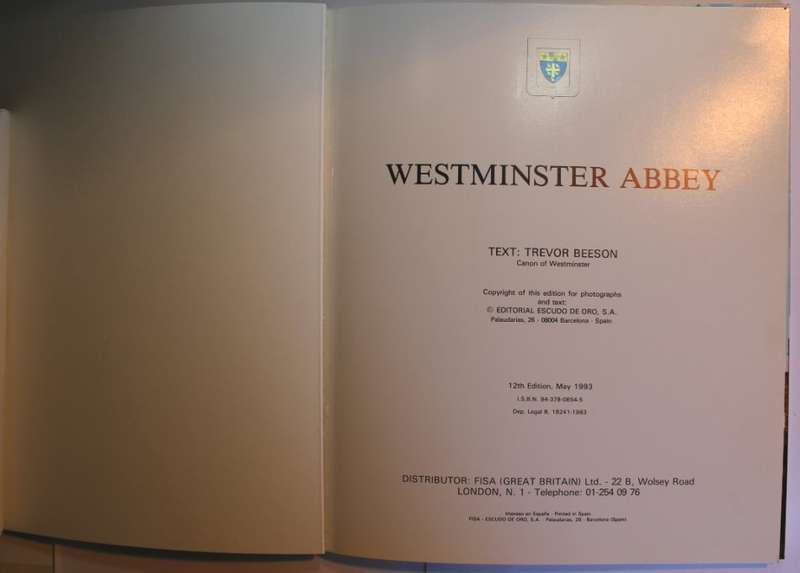 WESTMINSTER ABBEY
TEXT: TREVOR BEESON
Canon of Westminster
Copyright of this edition for photographs
and text:
© EDITORIAL ESCUDO DE ORO, S.A.
Palaudarias, 26 - 08004 Barcelona - Spain
12th Edition, May 1993
I.S.B.N. 84-378-0854-5
Dep. Legal B. 18241-1993
DISTRIBUTOR: FISA (GREAT BRITAIN) Ltd. - 22 B, Wolsey Road
LONDON, N. 1 - Telephone: 01-254 09 76
Impreso en España - Printed in Spain
FISA - ESCUDO DE ORO, S.A. Palaudarias, 26 - Barcelona (Spain)